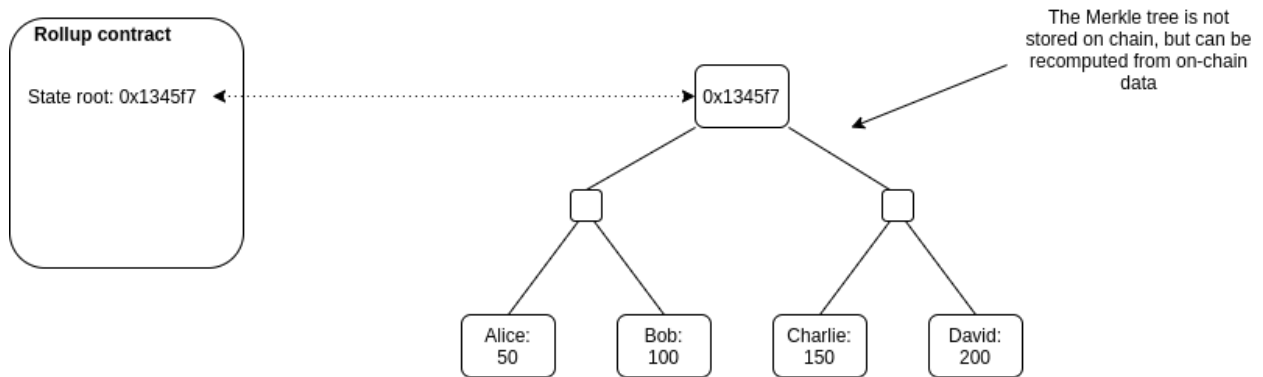 Rollup contract
State root: 0x1345f7
0x1345f7
The Merkle tree is not
stored on chain, but can be
recomputed from on-chain
data
Alice:
50
Bob:
100
Charlie:
150
David:
200